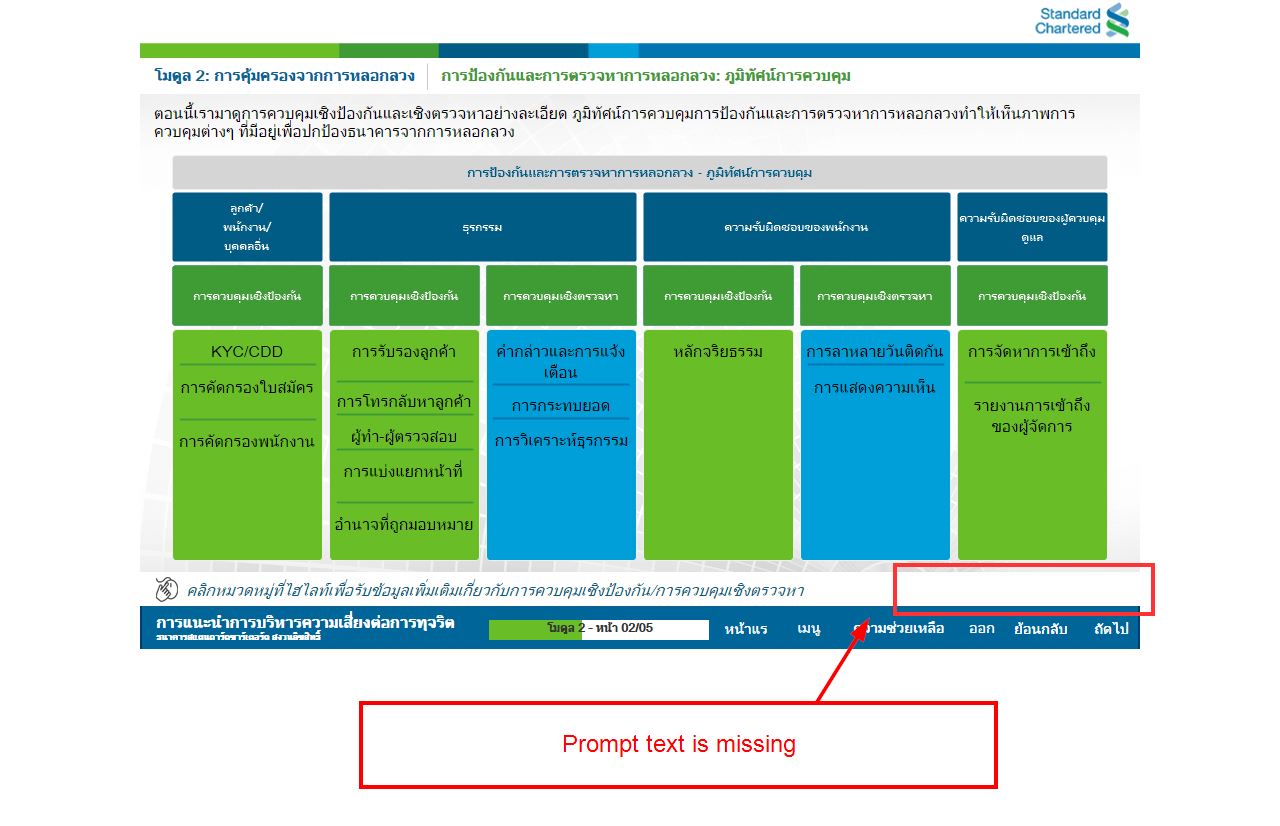 Standard
Chartered
โมดูล 2: การคุ้มครองจากการหลอกลวง
การป้องกันและการตรวจหาการหลอกลวง: ภูมิทัศน์การควบคุม
ตอนนี้เรามาดูการควบคุมเชิงป้องกันและเชิงตรวจหาอย่างละเอียด ภูมิทัศน์การควบคุมการป้องกันและการตรวจหาการหลอกลวงทำให้เห็นภาพการ
ควบคุมต่างๆ ที่มีอยู่เพื่อปกป้องธนาคารจากการหลอกลวง
การป้องกันและการตรวจหาการหลอกลวง - ภูมิทัศน์การควบคุม
ลูกค้า/
พนักงาน/
บุคคลอื่น
ธุรกรรม
ความรับผิดชอบของพนักงาน
ความรับผิดชอบของผู้ควบคุม
ดูแล
การควบคุมเชิงป้องกัน
การควบคุมเชิงป้องกัน
การควบคุมเชิงตรวจหา
การควบคุมเชิงป้องกัน
การควบคุมเชิงตรวจหา
การควบคุมเชิงป้องกัน
KYC/CDD
การคัดกรองใบสมัคร
การคัดกรองพนักงาน
การรับรองลูกค้า
การโทรกลับหาลูกค้า
ผู้ทำ-ผู้ตรวจสอบ
การแบ่งแยกหน้าที่
อำนาจที่ถูกมอบหมาย
คำกล่าวและการแจ้ง
เตือน
การกระทบยอด
การวิเคราะห์ธุรกรรม
หลักจริยธรรม
การลาหลายวันติดกัน
การแสดงความเห็น
การจัดหาการเข้าถึง
รายงานการเข้าถึง
ของผู้จัดการ
คลิกหมวดหมู่ที่ไฮไลท์เพื่อรับข้อมูลเพิ่มเติมเกี่ยวกับการควบคุมเชิงป้องกัน/การควบคุมเชิงตรวจหา
การแนะนำการบริหารความเสี่ยงต่อการทุจริต
โมดูล 2 - หน้า 02/05
หน้าแรก
เมนู
ความช่วยเหลือ
ออก
ย้อนกลับ
ถัดไป
Prompt text is missing